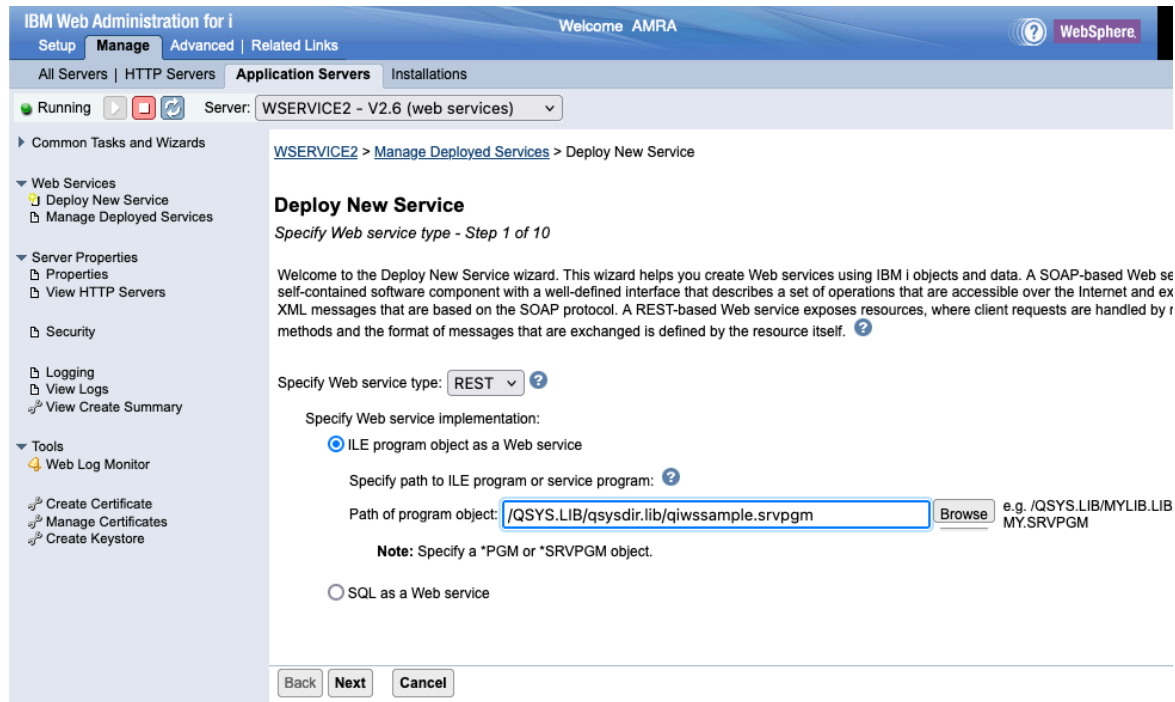 IBM Web Administration for i
Welcome AMRA
WebSphere.
Setup Manage Advanced | Related Links
All Servers | HTTP Servers Application Servers Installations
Running Server: WSERVICE2 - V2.6 (web services)
Common Tasks and Wizards
Web Services
Deploy New Service
Manage Deployed Services
Server Properties
Properties
View HTTP Servers
Security
Logging
View Logs
View Create Summary
Tools
Web Log Monitor
Create Certificate
Manage Certificates
Create Keystore
WSERVICE2 > Manage Deployed Services > Deploy New Service
Deploy New Service
Specify Web service type - Step 1 of 10
Welcome to the Deploy New Service wizard. This wizard helps you create Web services using IBM i objects and data. A SOAP-based Web se
self-contained software component with a well-defined interface that describes a set of operations that are accessible over the Internet and ex
XML messages that are based on the SOAP protocol. A REST-based Web service exposes resources, where client requests are handled by r
methods and the format of messages that are exchanged is defined by the resource itself. ?
Specify Web service type: REST ?
Specify Web service implementation:
ILE program object as a Web service
Specify path to ILE program or service program: ?
Path of program object: /QSYS.LIB/qsysdir.lib/qiwssample.srvpgm Browse e.g. /QSYS.LIB/MYLIB.LIB
MY.SRVPGM
Note: Specify a *PGM or *SRVPGM object.
SQL as a Web service
Back Next Cancel